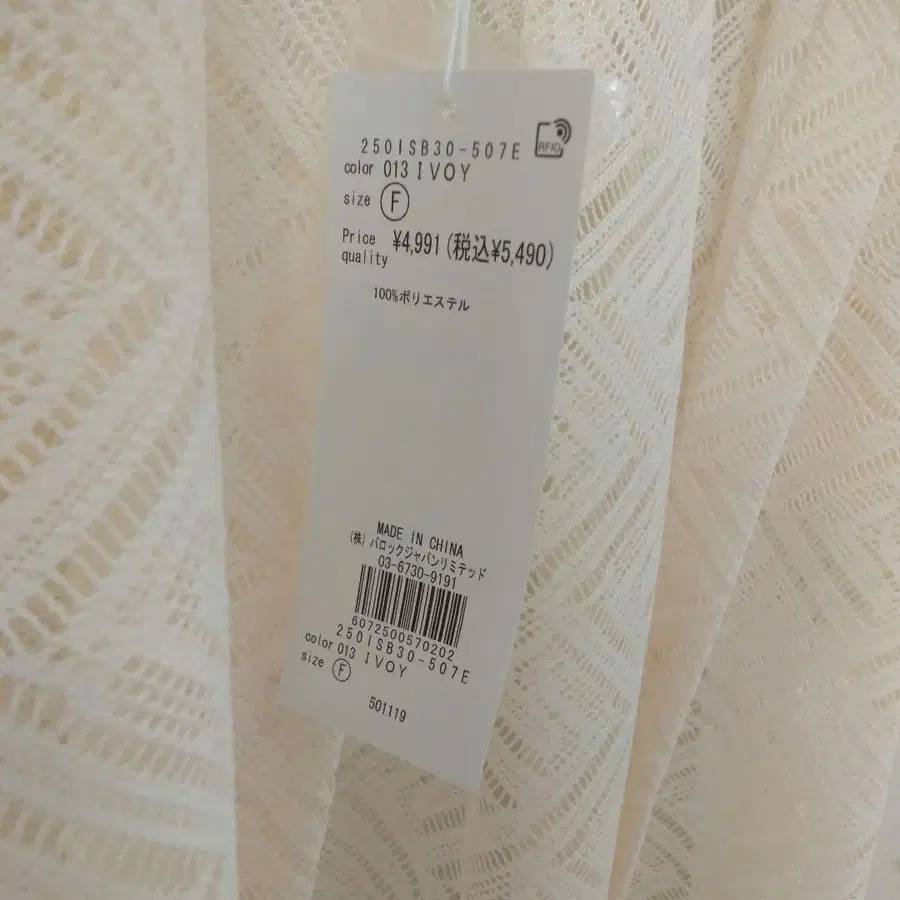 250ISB30-507E
RFID
color 013 IVOY
size F
Price ¥4,991(税込¥5,490)
quality
100%ポリエステル
MADE IN CHINA
(株)バロックジャパンリミテッド
03-6730-9191
6072500570202
250ISB30-507E
color 013 IVOY
size F
501119